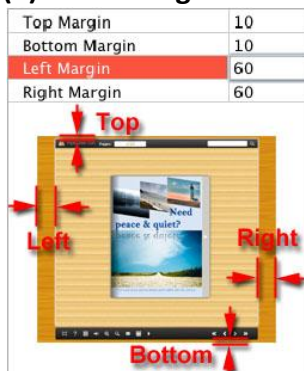 Top Margin 10
Bottom Margin 10
Left Margin 60
Right Margin 60
Top
Need
peace & quiet?
Left
Right
Bottom